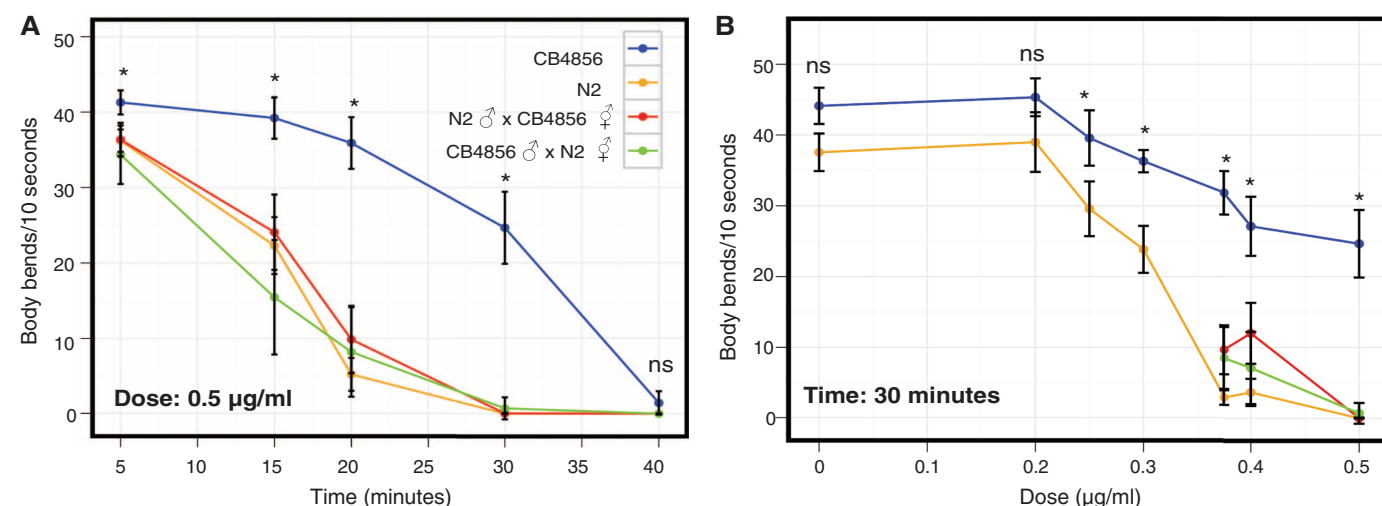 A
50
40
30
20
10
0
Body bends/10 seconds
* * * * ns
CB4856
N2
N2 ♂ x CB4856 ⚥
CB4856 ♂ x N2 ⚥
Dose: 0.5 µg/ml
5 10 15 20 25 30 35 40
Time (minutes)
B
50
40
30
20
10
0
Body bends/10 seconds
ns ns * * * * *
Time: 30 minutes
0 0.1 0.2 0.3 0.4 0.5
Dose (µg/ml)